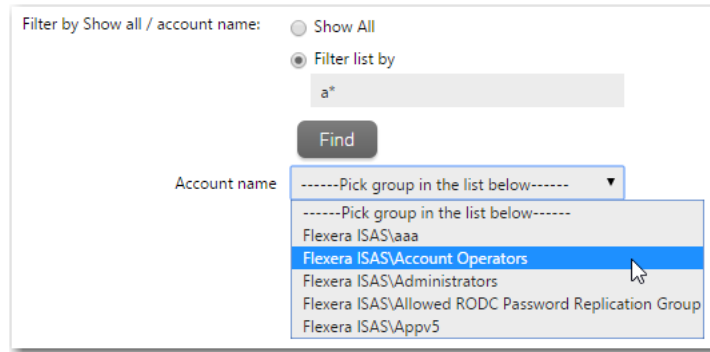 Filter by Show all / account name:
Show All
Filter list by
a*
Find
Account name
------Pick group in the list below------
------Pick group in the list below------
Flexera ISAS\aaa
Flexera ISAS\Account Operators
Flexera ISAS\Administrators
Flexera ISAS\Allowed RODC Password Replication Group
Flexera ISAS\Appv5